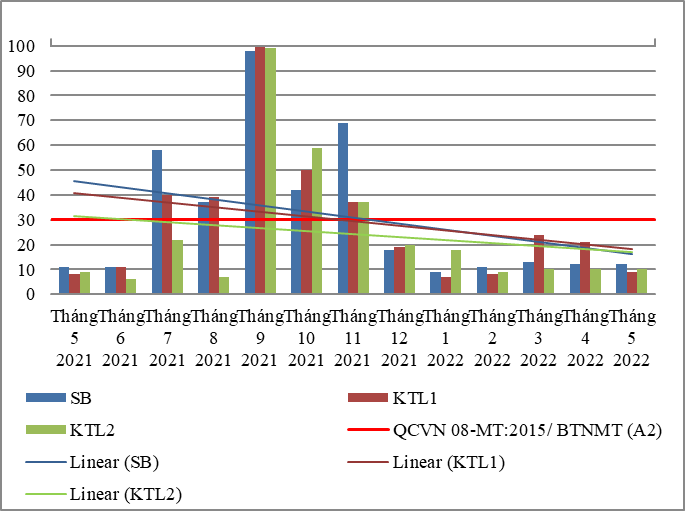 100
90
80
70
60
50
40
30
20
10
0
Tháng Tháng Tháng Tháng Tháng Tháng Tháng Tháng Tháng Tháng Tháng Tháng Tháng
5 6 7 8 9 10 11 12 1 2 3 4 5
2021 2021 2021 2021 2021 2021 2021 2021 2022 2022 2022 2022 2022
SB KTL1
KTL2 QCVN 08-MT:2015/ BTNMT (A2)
Linear (SB) Linear (KTL1)
Linear (KTL2)